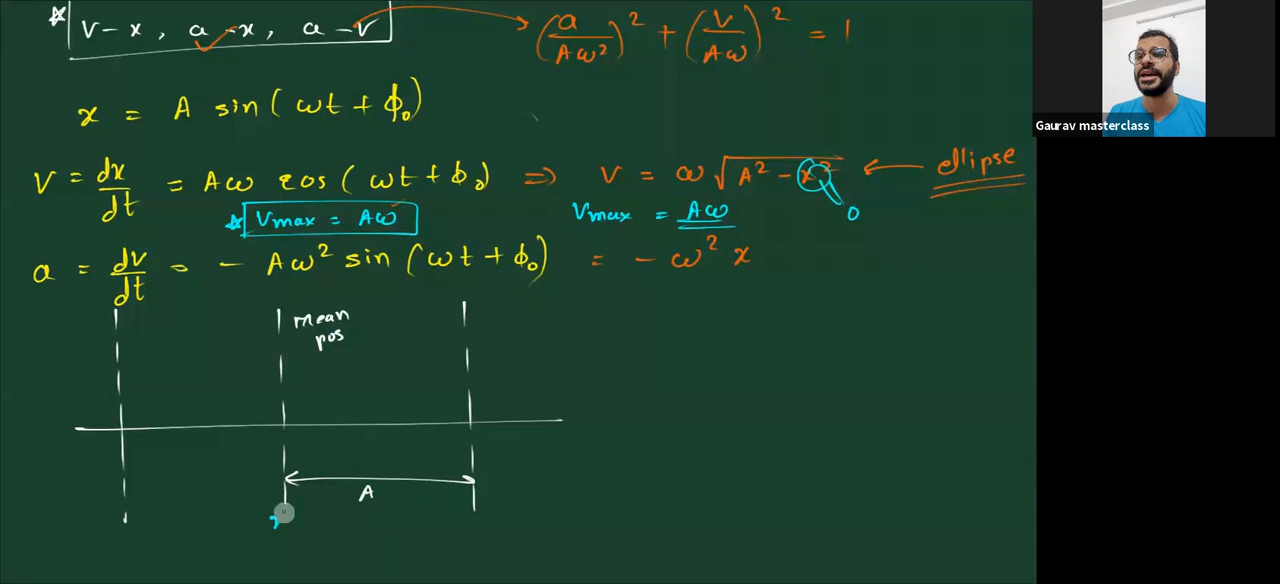 * V-x, a-x, a-v
(a/Aω²)² + (v/Aω)² = 1
x = A sin(ωt + ϕ₀)
V = dx/dt = Aω cos(ωt + ϕ₀) ⇒ v = ω√(A² - x²) ← ellipse
* Vmax = Aω
Vmax = Aω
0
a = dv/dt = - Aω² sin(ωt + ϕ₀) = - ω² x
Mean
pos
A
Gaurav masterclass